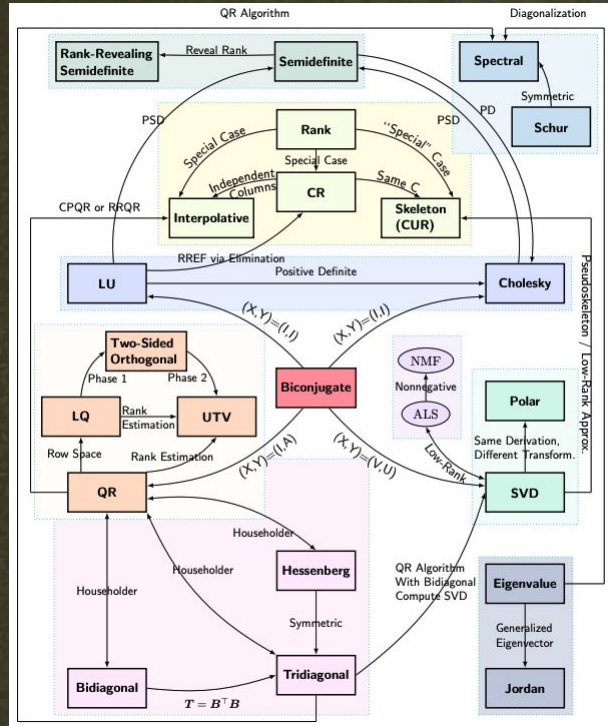 QR Algorithm
Diagonalization
Rank-Revealing
Semidefinite
Reveal Rank
Semidefinite
Spectral
Symmetric
Schur
PSD
PSD
PD
Rank
Special Case
Special Case
"Special" Case
Independent
Columns
CR
Same C
Interpolative
Skeleton
(CUR)
CPQR or RRQR
RREF via Elimination
LU
Positive Definite
Cholesky
Pseudoskeleton / Low-Rank Approx.
(X,Y)=(I,I)
(X,Y)=(I,I)
Two-Sided
Orthogonal
Phase 1
Phase 2
LQ
Rank
Estimation
UTV
Row Space
Rank Estimation
QR
Biconjugate
NMF
Nonnegative
ALS
Low-Rank
Polar
Same Derivation,
Different Transform.
SVD
(X,Y)=(I,A)
(X,Y)=(V,U)
Householder
Householder
Householder
Hessenberg
Symmetric
QR Algorithm
With Bidiagonal
Compute SVD
Bidiagonal
T = B⊤B
Tridiagonal
Eigenvalue
Generalized
Eigenvector
Jordan